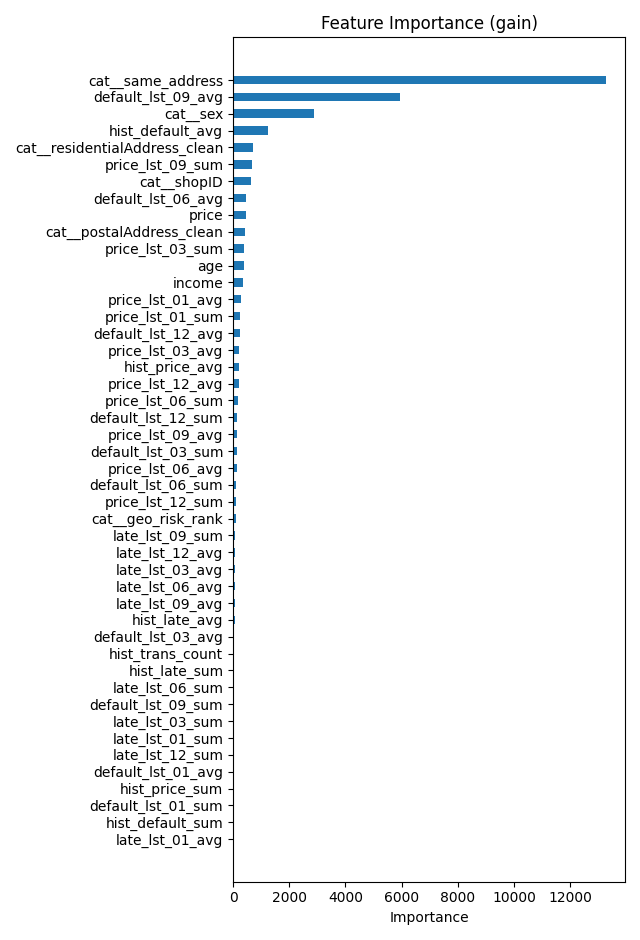 Feature Importance (gain)
cat__same_address
default_lst_09_avg
cat__sex
hist_default_avg
cat__residentialAddress_clean
price_lst_09_sum
cat__shopID
default_lst_06_avg
price
cat__postalAddress_clean
price_lst_03_sum
age
income
price_lst_01_avg
price_lst_01_sum
default_lst_12_avg
price_lst_03_avg
hist_price_avg
price_lst_12_avg
price_lst_06_sum
default_lst_12_sum
price_lst_09_avg
default_lst_03_sum
price_lst_06_avg
default_lst_06_sum
price_lst_12_sum
cat__geo_risk_rank
late_lst_09_sum
late_lst_12_avg
late_lst_03_avg
late_lst_06_avg
late_lst_09_avg
hist_late_avg
default_lst_03_avg
hist_trans_count
hist_late_sum
late_lst_06_sum
default_lst_09_sum
late_lst_03_sum
late_lst_01_sum
late_lst_12_sum
default_lst_01_avg
hist_price_sum
default_lst_01_sum
hist_default_sum
late_lst_01_avg
0 2000 4000 6000 8000 10000 12000
Importance